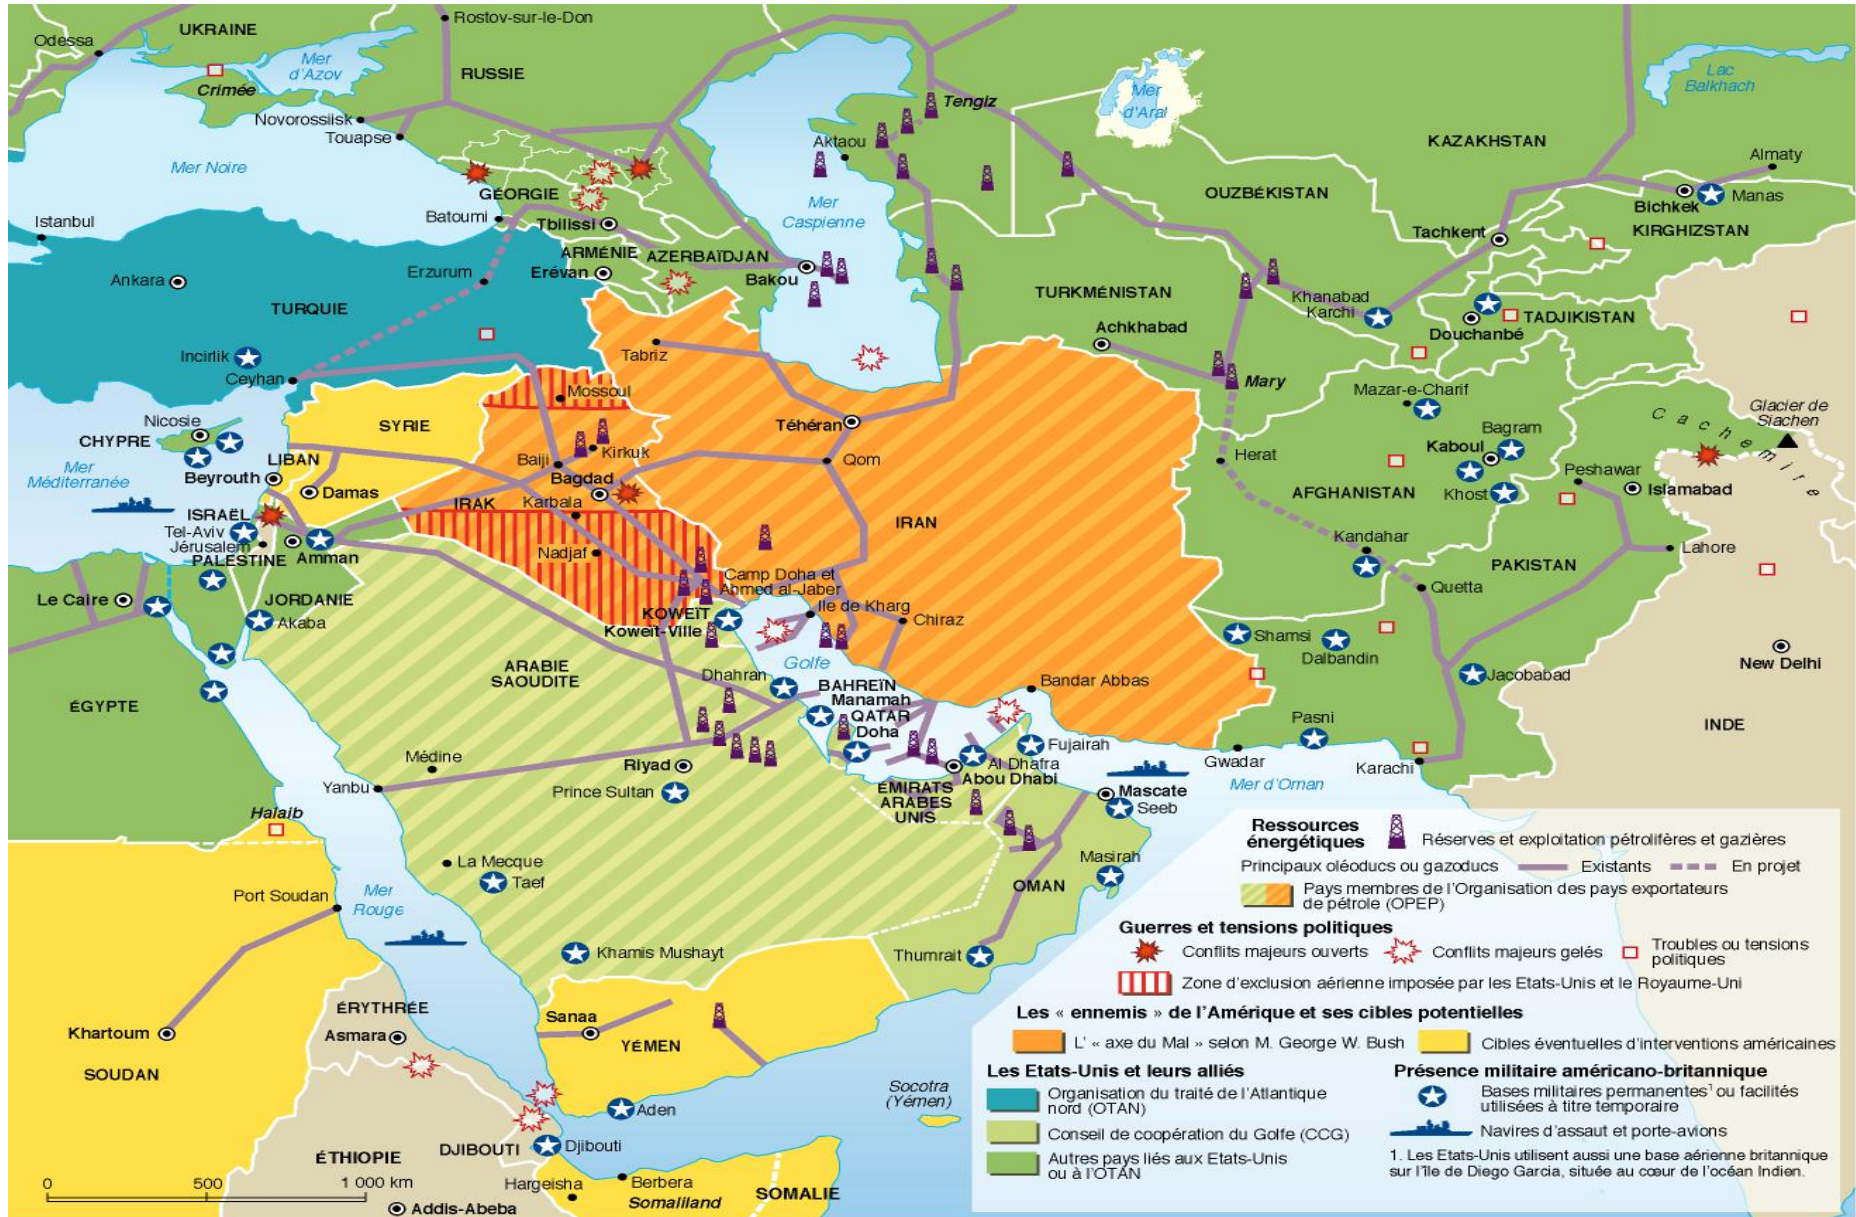 Odessa
UKRAINE
Rostov-sur-le-Don
Mer
d'Azov
RUSSIE
Crimée
Novorossiisk
Touapse
Mer Noire
Tengiz
Mer
d'Aral
Lac
Balkhach
Aktaou
KAZAKHSTAN
Almaty
GÉORGIE
OUZBÉKISTAN
Bichkek
Manas
Istanbul
Batoumi
Tbilissi
Mer
Caspienne
Tachkent
KIRGHIZSTAN
ARMÉNIE
AZERBAÏDJAN
Ankara
Erzurum
Erévan
Bakou
TURKMÉNISTAN
Khanabad
Karchi
TURQUIE
Achkhabad
Douchanbé
TADJIKISTAN
Incirlik
Ceyhan
Tabriz
Mary
Mossoul
Mazar-e-Charif
Glacier de
Siachen
Cachemire
Nicosie
CHYPRE
SYRIE
Téhéran
Bagram
Kaboul
Mer
Méditerranée
LIBAN
Beyrouth
Baiji
Kirkuk
Qom
Herat
Peshawar
Damas
Bagdad
Khost
Islamabad
AFGHANISTAN
IRAK
Karbala
ISRAËL
IRAN
Tel-Aviv
Jérusalem
Amman
Kandahar
Nadjaf
Lahore
PALESTINE
PAKISTAN
Camp Doha et
Ahmed al-Jaber
Quetta
Le Caire
JORDANIE
Akaba
KOWEÏT
Koweït-Ville
Ile de Kharg
Chiraz
Shamsi
Dalbandin
New Delhi
Golfe
ARABIE
SAOUDITE
Dhahran
Jacobabad
BAHREÏN
Manamah
Bandar Abbas
ÉGYPTE
QATAR
Doha
Pasni
INDE
Fujairah
Médine
Riyad
Al Dhafra
Abou Dhabi
Gwadar
Karachi
Yanbu
Prince Sultan
ÉMIRATS
ARABES
UNIS
Mascate
Seeb
Mer d'Oman
Halaib
La Mecque
Taef
Masirah
OMAN
Port Soudan
Mer
Rouge
Khamis Mushayt
Thumrait
ÉRYTHRÉE
Asmara
Sanaa
Khartoum
YÉMEN
SOUDAN
Socotra
(Yémen)
Aden
DJIBOUTI
Djibouti
ÉTHIOPIE
Hargeisha
Berbera
Somaliland
SOMALIE
Addis-Abeba
0 500 1 000 km
Ressources
énergétiques
Réserves et exploitation pétrolifères et gazières
Principaux oléoducs ou gazoducs Existants En projet
Pays membres de l'Organisation des pays exportateurs
de pétrole (OPEP)
Guerres et tensions politiques
Conflits majeurs ouverts
Conflits majeurs gelés
Troubles ou tensions
politiques
Zone d'exclusion aérienne imposée par les Etats-Unis et le Royaume-Uni
Les « ennemis » de l'Amérique et ses cibles potentielles
L' « axe du Mal » selon M. George W. Bush
Cibles éventuelles d'interventions américaines
Les Etats-Unis et leurs alliés
Organisation du traité de l'Atlantique
nord (OTAN)
Conseil de coopération du Golfe (CCG)
Autres pays liés aux Etats-Unis
ou à l'OTAN
Présence militaire américano-britannique
Bases militaires permanentes1 ou facilités
utilisées à titre temporaire
Navires d'assaut et porte-avions
1. Les Etats-Unis utilisent aussi une base aérienne britannique
sur l'île de Diego Garcia, située au cœur de l'océan Indien.